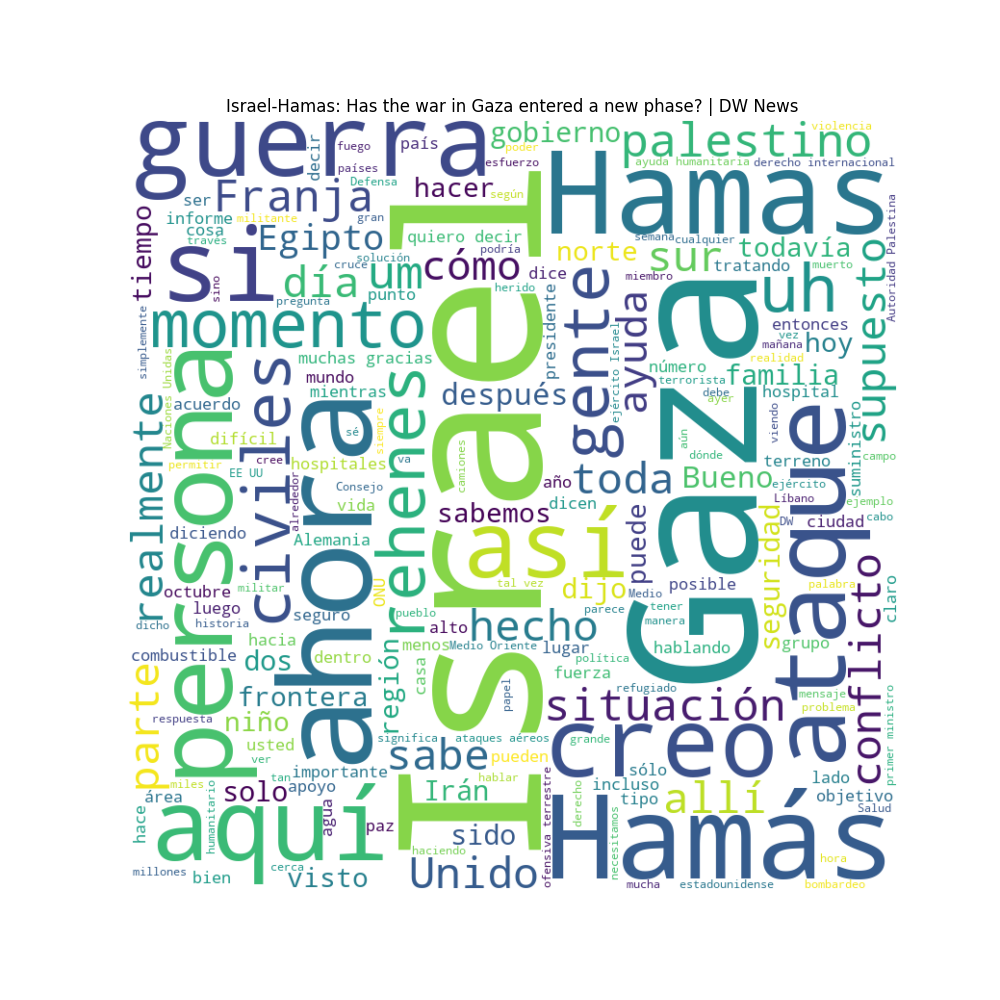 Israel-Hamas: Has the war in Gaza entered a new phase? | DW News
guerra
decir
fuego
país
gobierno
poder
esfuerzo
palestino
violencia
países
Defensa
ayuda humanitaria
derecho internacional
ser
Franja
hacer
según
Hamas
informe
militante
gran
cosa
través
Egipto
quiero decir
podría
norte
semana
cualquier
todavía
tiempo
si
sino
cruce
solución
um
cómo
dice
sur
tratando
muerto
Autoridad Palestina
día
punto
pregunta
herido
presidente
gente
miembro
uh
supuesto
momento
simplemente
Israel
ayuda
Gaza
entonces
vez
mañana
hoy
Naciones Unidas
persona
civiles
muchas gracias
mundo
mientras
ahora
rehenes
ejército Israel
número
terrorista
realidad
familia
debe
hospital
ayer
realmente
acuerdo
difícil
sé
siempre
después
aún
dónde
viendo
ataque
suministro
permitir
EE UU
cree
hospitales
va
camiones
año
toda
Bueno
terreno
ejército
campo
alrededor
Consejo
vida
dicen
Líbano
ejemplo
diciendo
Alemania
sabemos
así
puede
seguridad
DW
ciudad
cabo
octubre
militar
ONU
tal vez
dijo
Medio
posible
palabra
claro
luego
historia
seguro
pueblo
parece
tener
manera
dicho
hacia
alto
hecho
hablando
grupo
conflicto
combustible
dos
dentro
región
menos
Medio Oriente
lugar
política
parte
frontera
casa
papel
fuerza
refugiado
mensaje
problema
primer ministro
respuesta
niño
situación
usted
ver
significa
ataques aéreos
grande
creo
miles
tan
importante
apoyo
sabe
pueden
sólo
lado
área
solo
hablar
incluso
tipo
allí
objetivo
Salud
hace
aquí
humanitario
agua
paz
Irán
sido
ofensiva terrestre
derecho
necesitamos
Hamás
haciendo
hora
millones
bien
cerca
visto
Unido
mucha
estadounidense
bombardeo